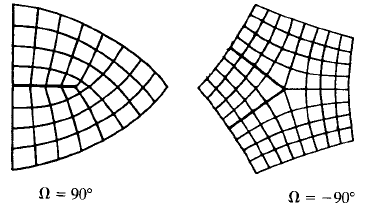 Ω = 90°
Ω = −90°